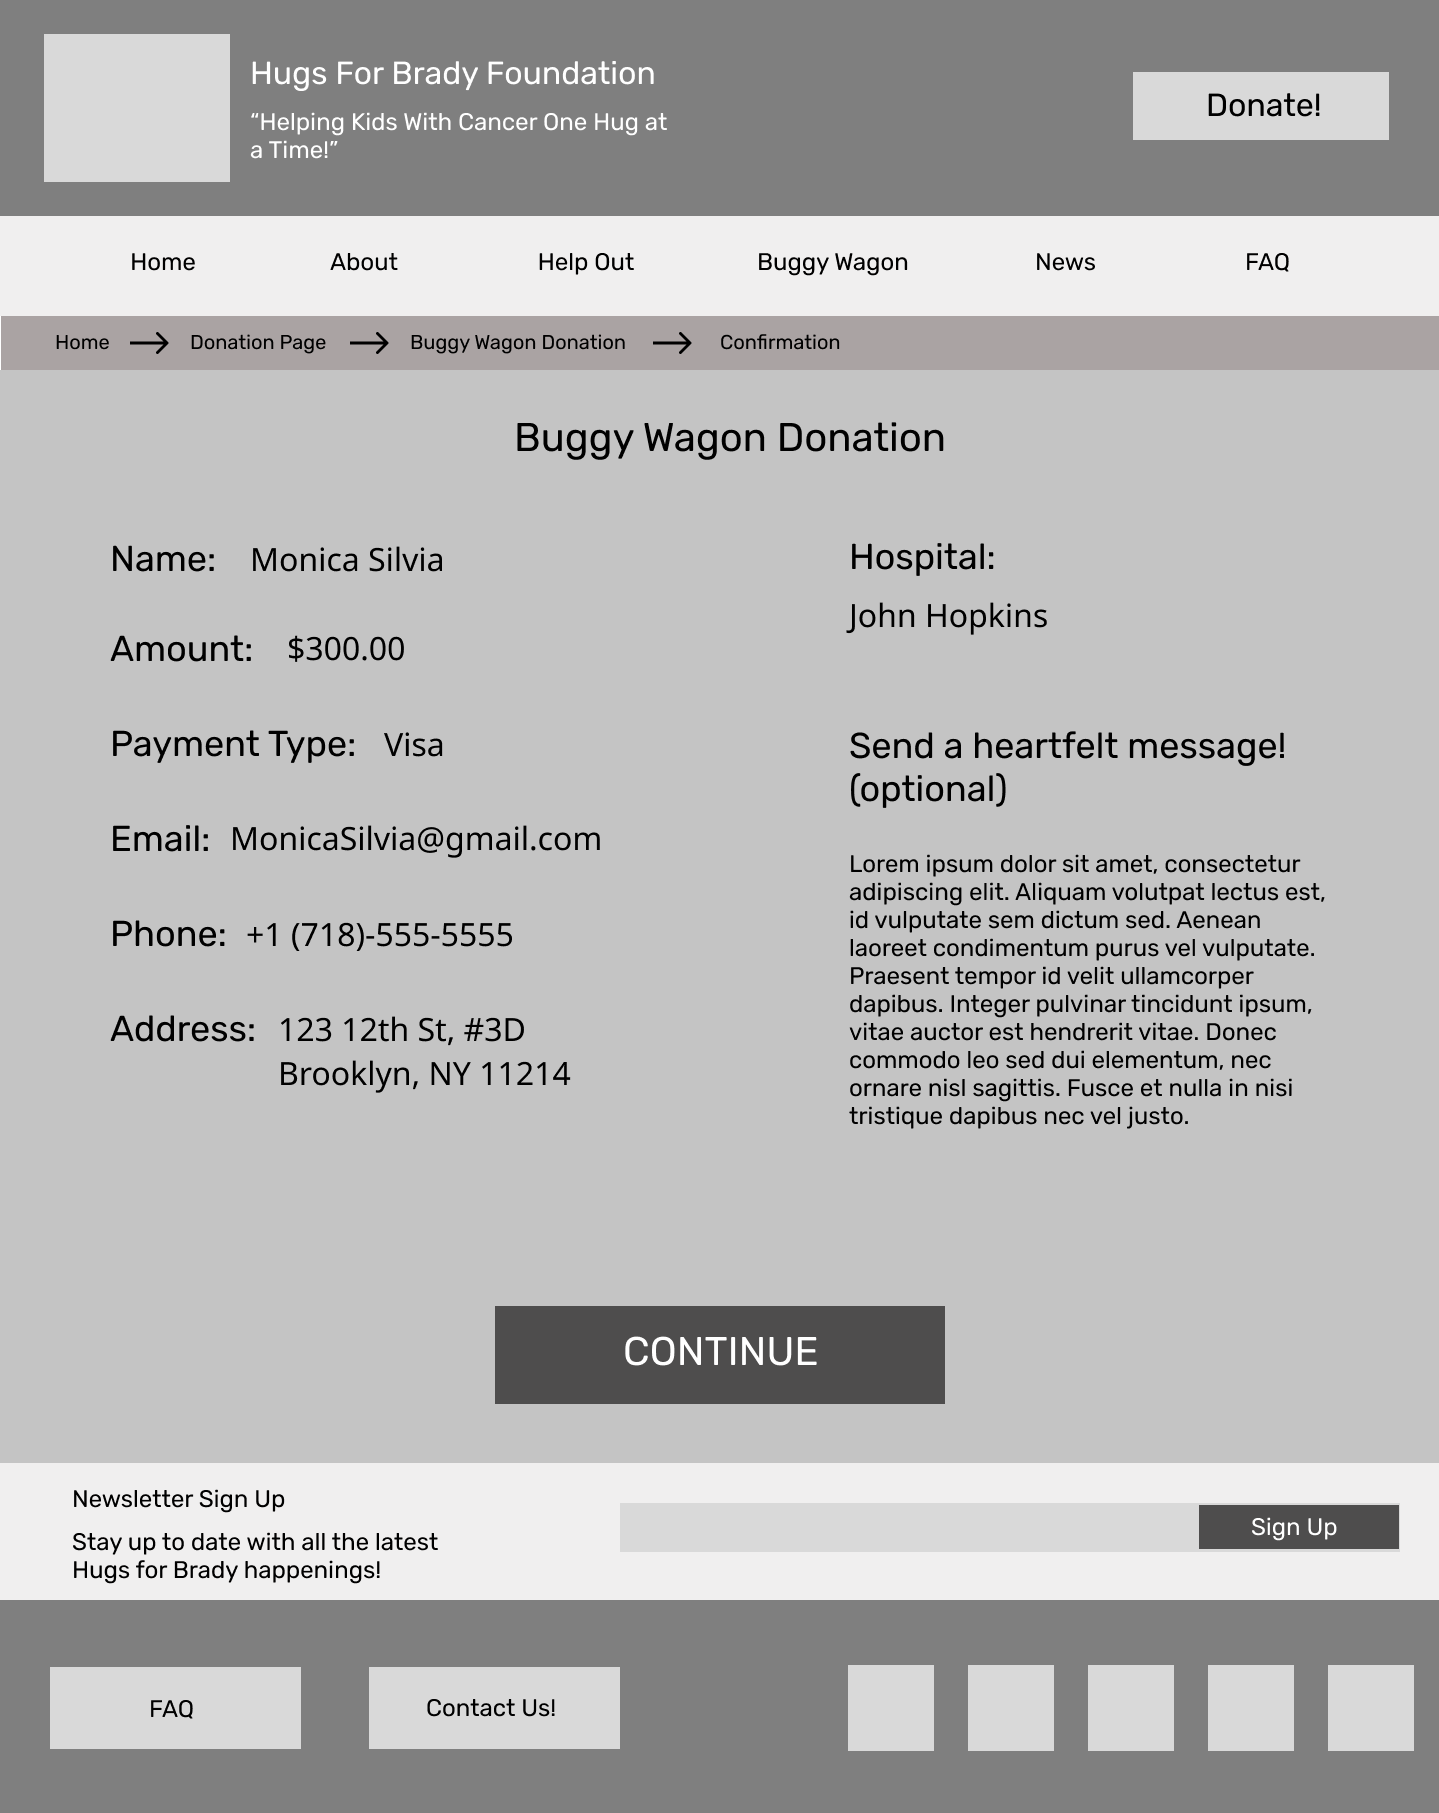 Hugs For Brady Foundation
“Helping Kids With Cancer One Hug at
a Time!”
Donate!
Home
About
Help Out
Buggy Wagon
News
FAQ
Home
Donation Page
Buggy Wagon Donation
Confirmation
Buggy Wagon Donation
Name: Monica Silvia
Amount: $300.00
Payment Type: Visa
Email: MonicaSilvia@gmail.com
Phone: +1 (718)-555-5555
Address: 123 12th St, #3D
Brooklyn, NY 11214
Hospital:
John Hopkins
Send a heartfelt message!
(optional)
Lorem ipsum dolor sit amet, consectetur
adipiscing elit. Aliquam volutpat lectus est,
id vulputate sem dictum sed. Aenean
laoreet condimentum purus vel vulputate.
Praesent tempor id velit ullamcorper
dapibus. Integer pulvinar tincidunt ipsum,
vitae auctor est hendrerit vitae. Donec
commodo leo sed dui elementum, nec
ornare nisl sagittis. Fusce et nulla in nisi
tristique dapibus nec vel justo.
CONTINUE
Newsletter Sign Up
Stay up to date with all the latest
Hugs for Brady happenings!
Sign Up
FAQ
Contact Us!